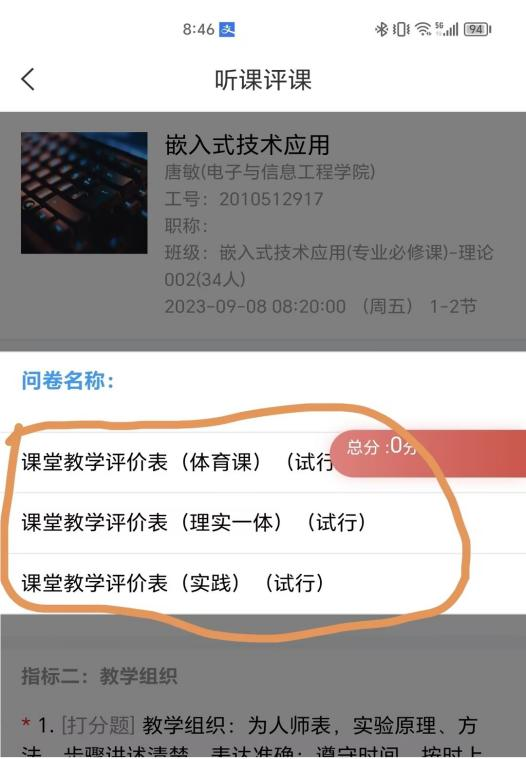 8:46 支 5G 94
听课评课
嵌入式技术应用
唐敏(电子与信息工程学院)
工号：2010512917
职称：
班级：嵌入式技术应用(专业必修课)-理论
002(34人)
2023-09-08 08:20:00 （周五） 1-2节
问卷名称：
课堂教学评价表（体育课）（试行
总分 :0分
课堂教学评价表（理实一体）（试行）
课堂教学评价表（实践）（试行）
指标二：教学组织
* 1. [打分题] 教学组织：为人师表，实验原理、方
法、步骤讲述清楚，表达准确；遵守时间，按时上